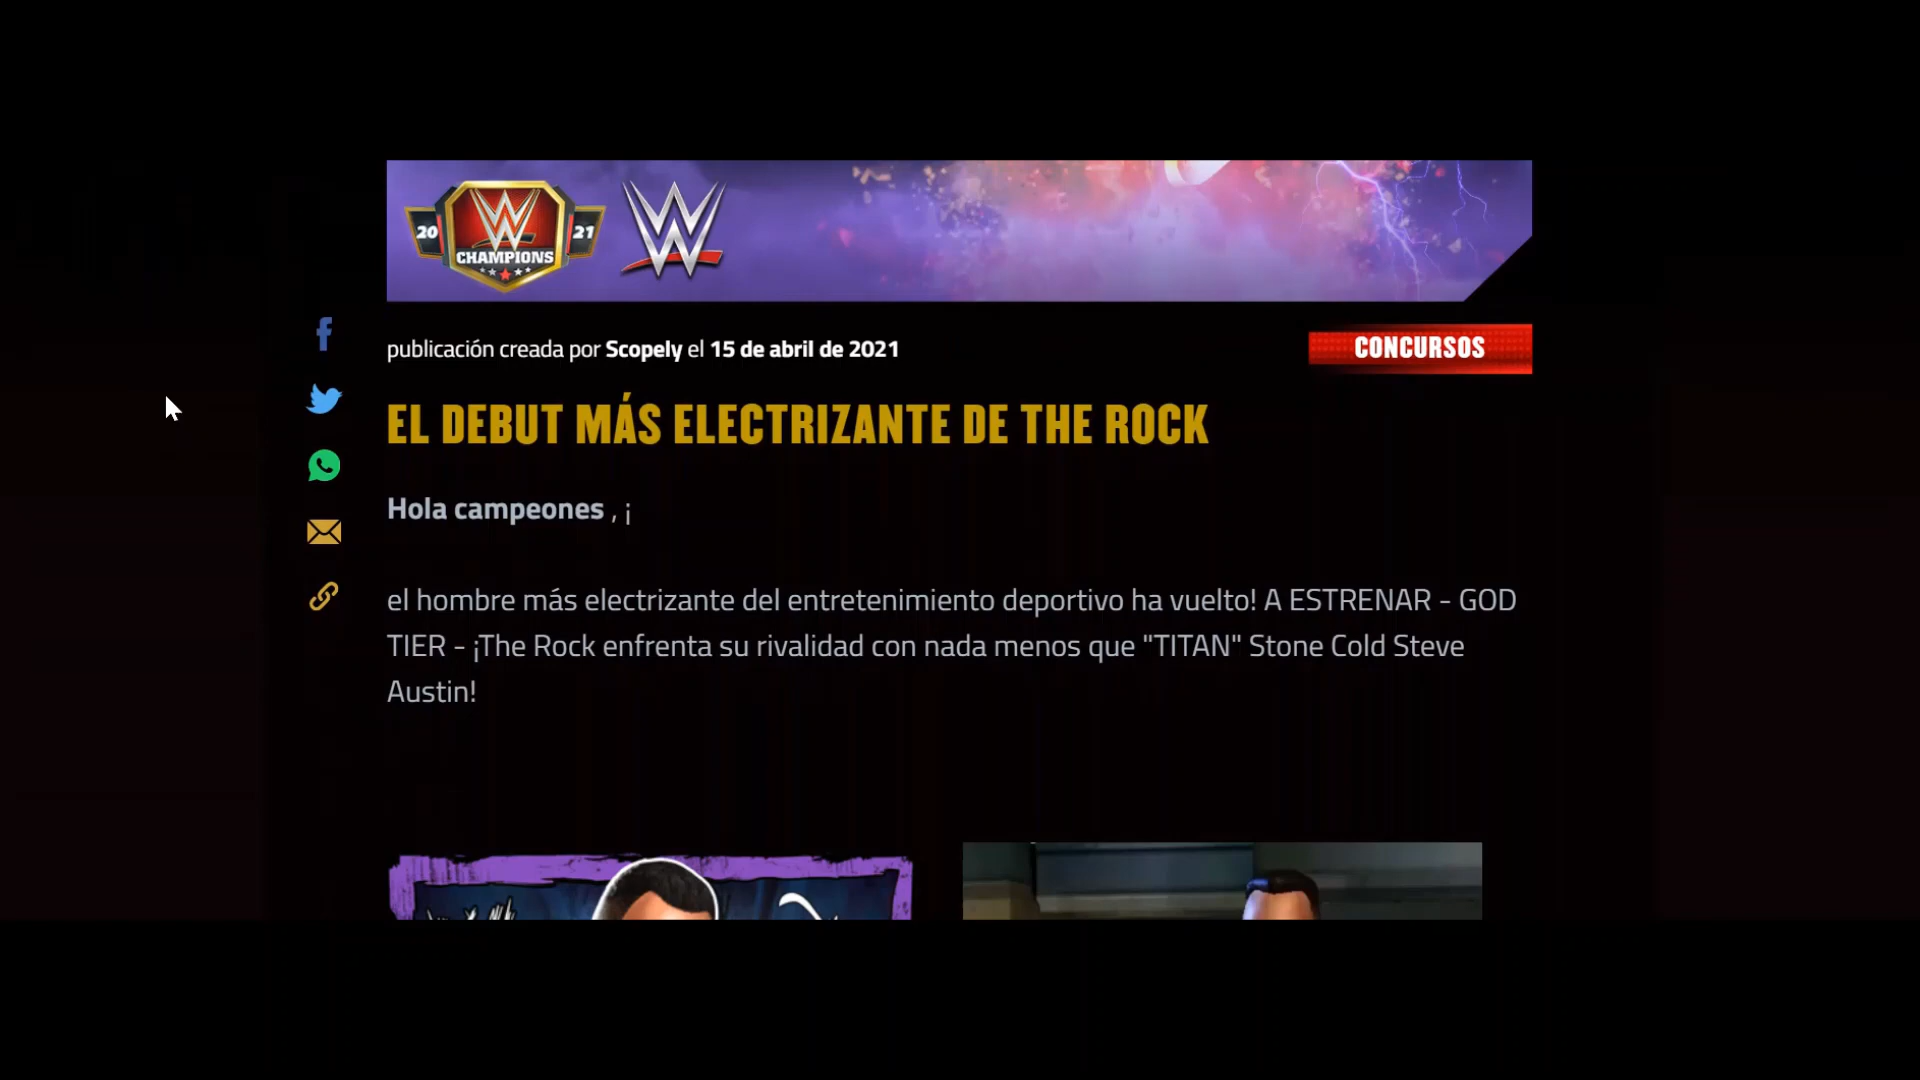 20 21
CHAMPIONS
publicación creada por Scopely el 15 de abril de 2021
CONCURSOS
EL DEBUT MÁS ELECTRIZANTE DE THE ROCK
Hola campeones , ¡
el hombre más electrizante del entretenimiento deportivo ha vuelto! A ESTRENAR - GOD
TIER - ¡The Rock enfrenta su rivalidad con nada menos que "TITAN" Stone Cold Steve
Austin!